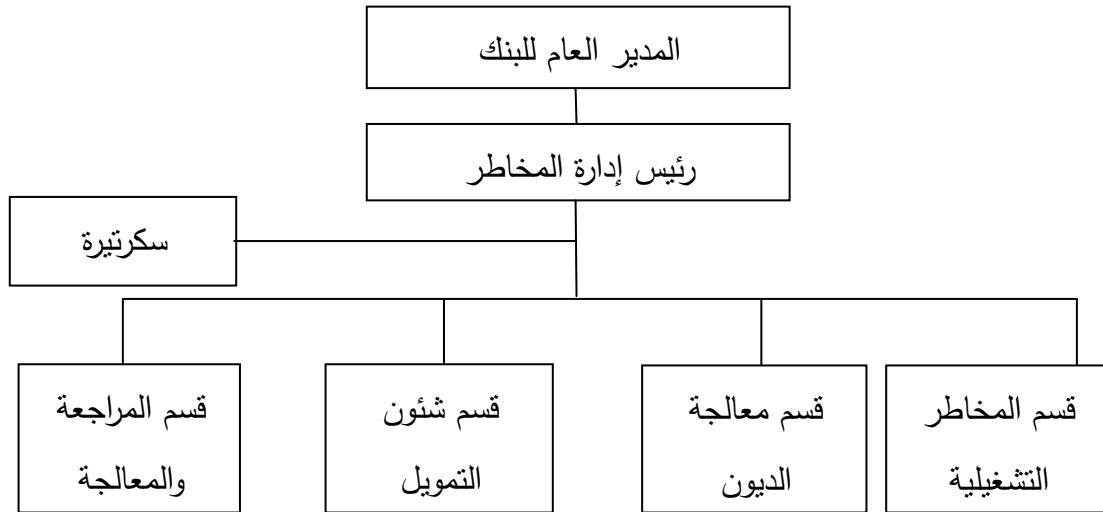 المدير العام للبنك
رئيس إدارة المخاطر
سكرتيرة
قسم المخاطر
التشغيلية
قسم معالجة
الديون
قسم شئون
التمويل
قسم المراجعة
والمعالجة